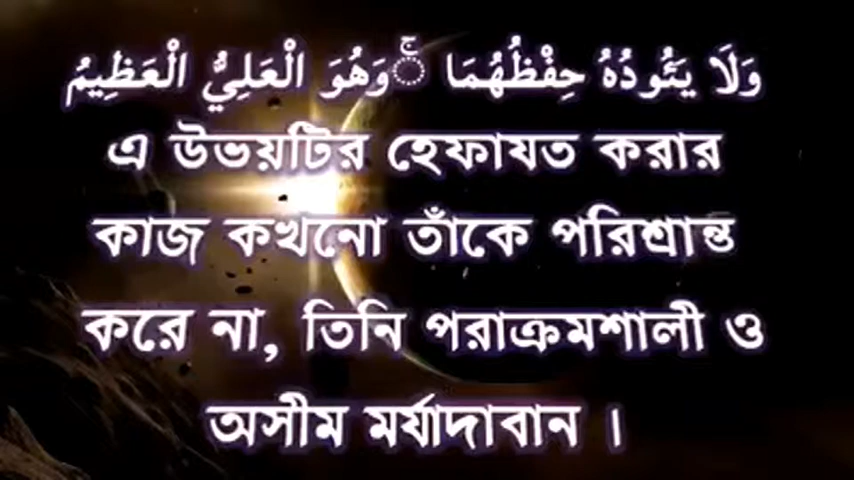 وَلَا يَـُٔودُهُ حِفْظُهُمَا ۚ وَهُوَ الْعَلِيُّ الْعَظِيمُ
এ উভয়টির হেফাযত করার
কাজ কখনো তাঁকে পরিশ্রান্ত
করে না, তিনি পরাক্রমশালী ও
অসীম মর্যাদাবান ।